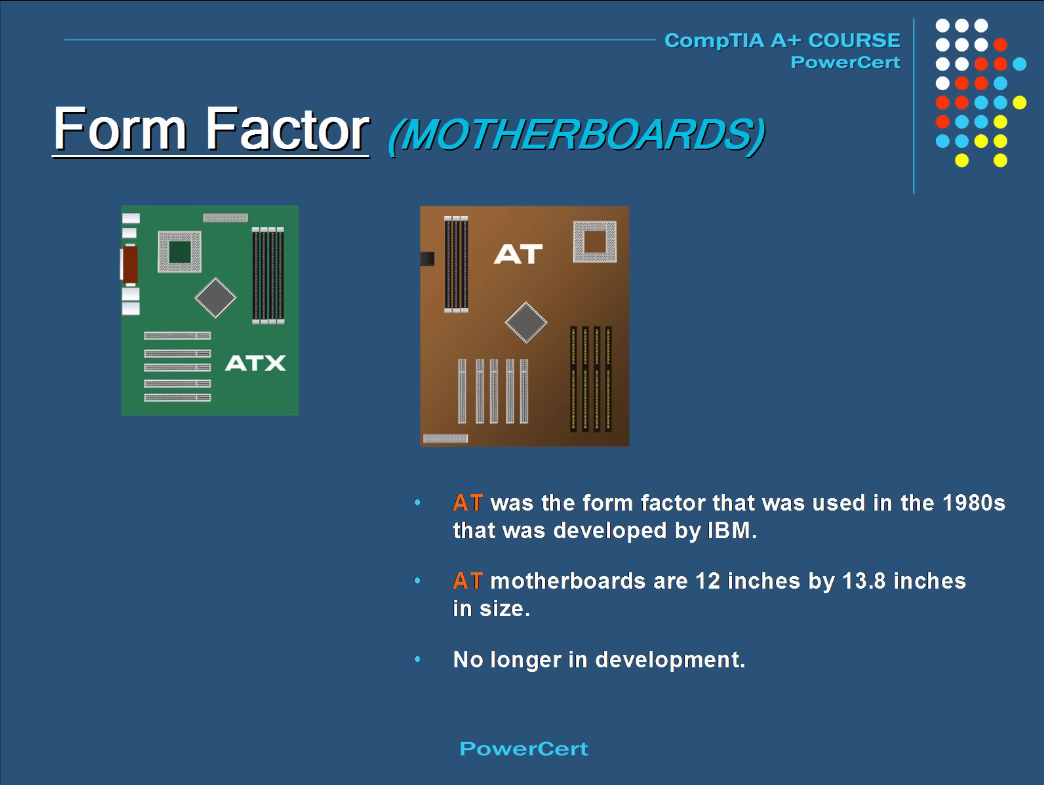 CompTIA A+ COURSE
PowerCert
Form Factor (MOTHERBOARDS)
ATX
AT
• AT was the form factor that was used in the 1980s
that was developed by IBM.
• AT motherboards are 12 inches by 13.8 inches
in size.
• No longer in development.
PowerCert